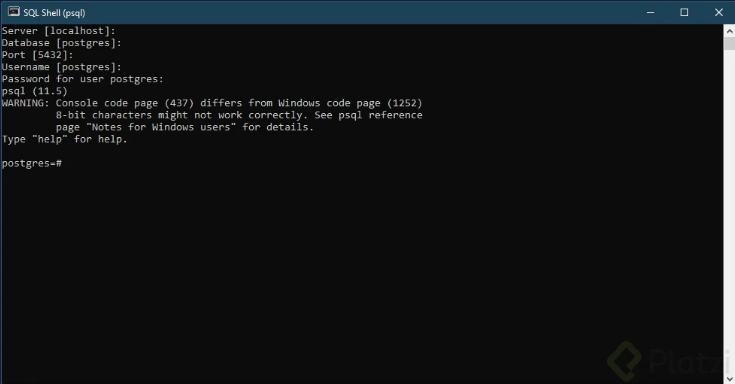 SQL Shell (psql)
Server [localhost]:
Database [postgres]:
Port [5432]:
Username [postgres]:
Password for user postgres:
psql (11.5)
WARNING: Console code page (437) differs from Windows code page (1252)
         8-bit characters might not work correctly. See psql reference
         page "Notes for Windows users" for details.
Type "help" for help.
postgres=#
Platzi